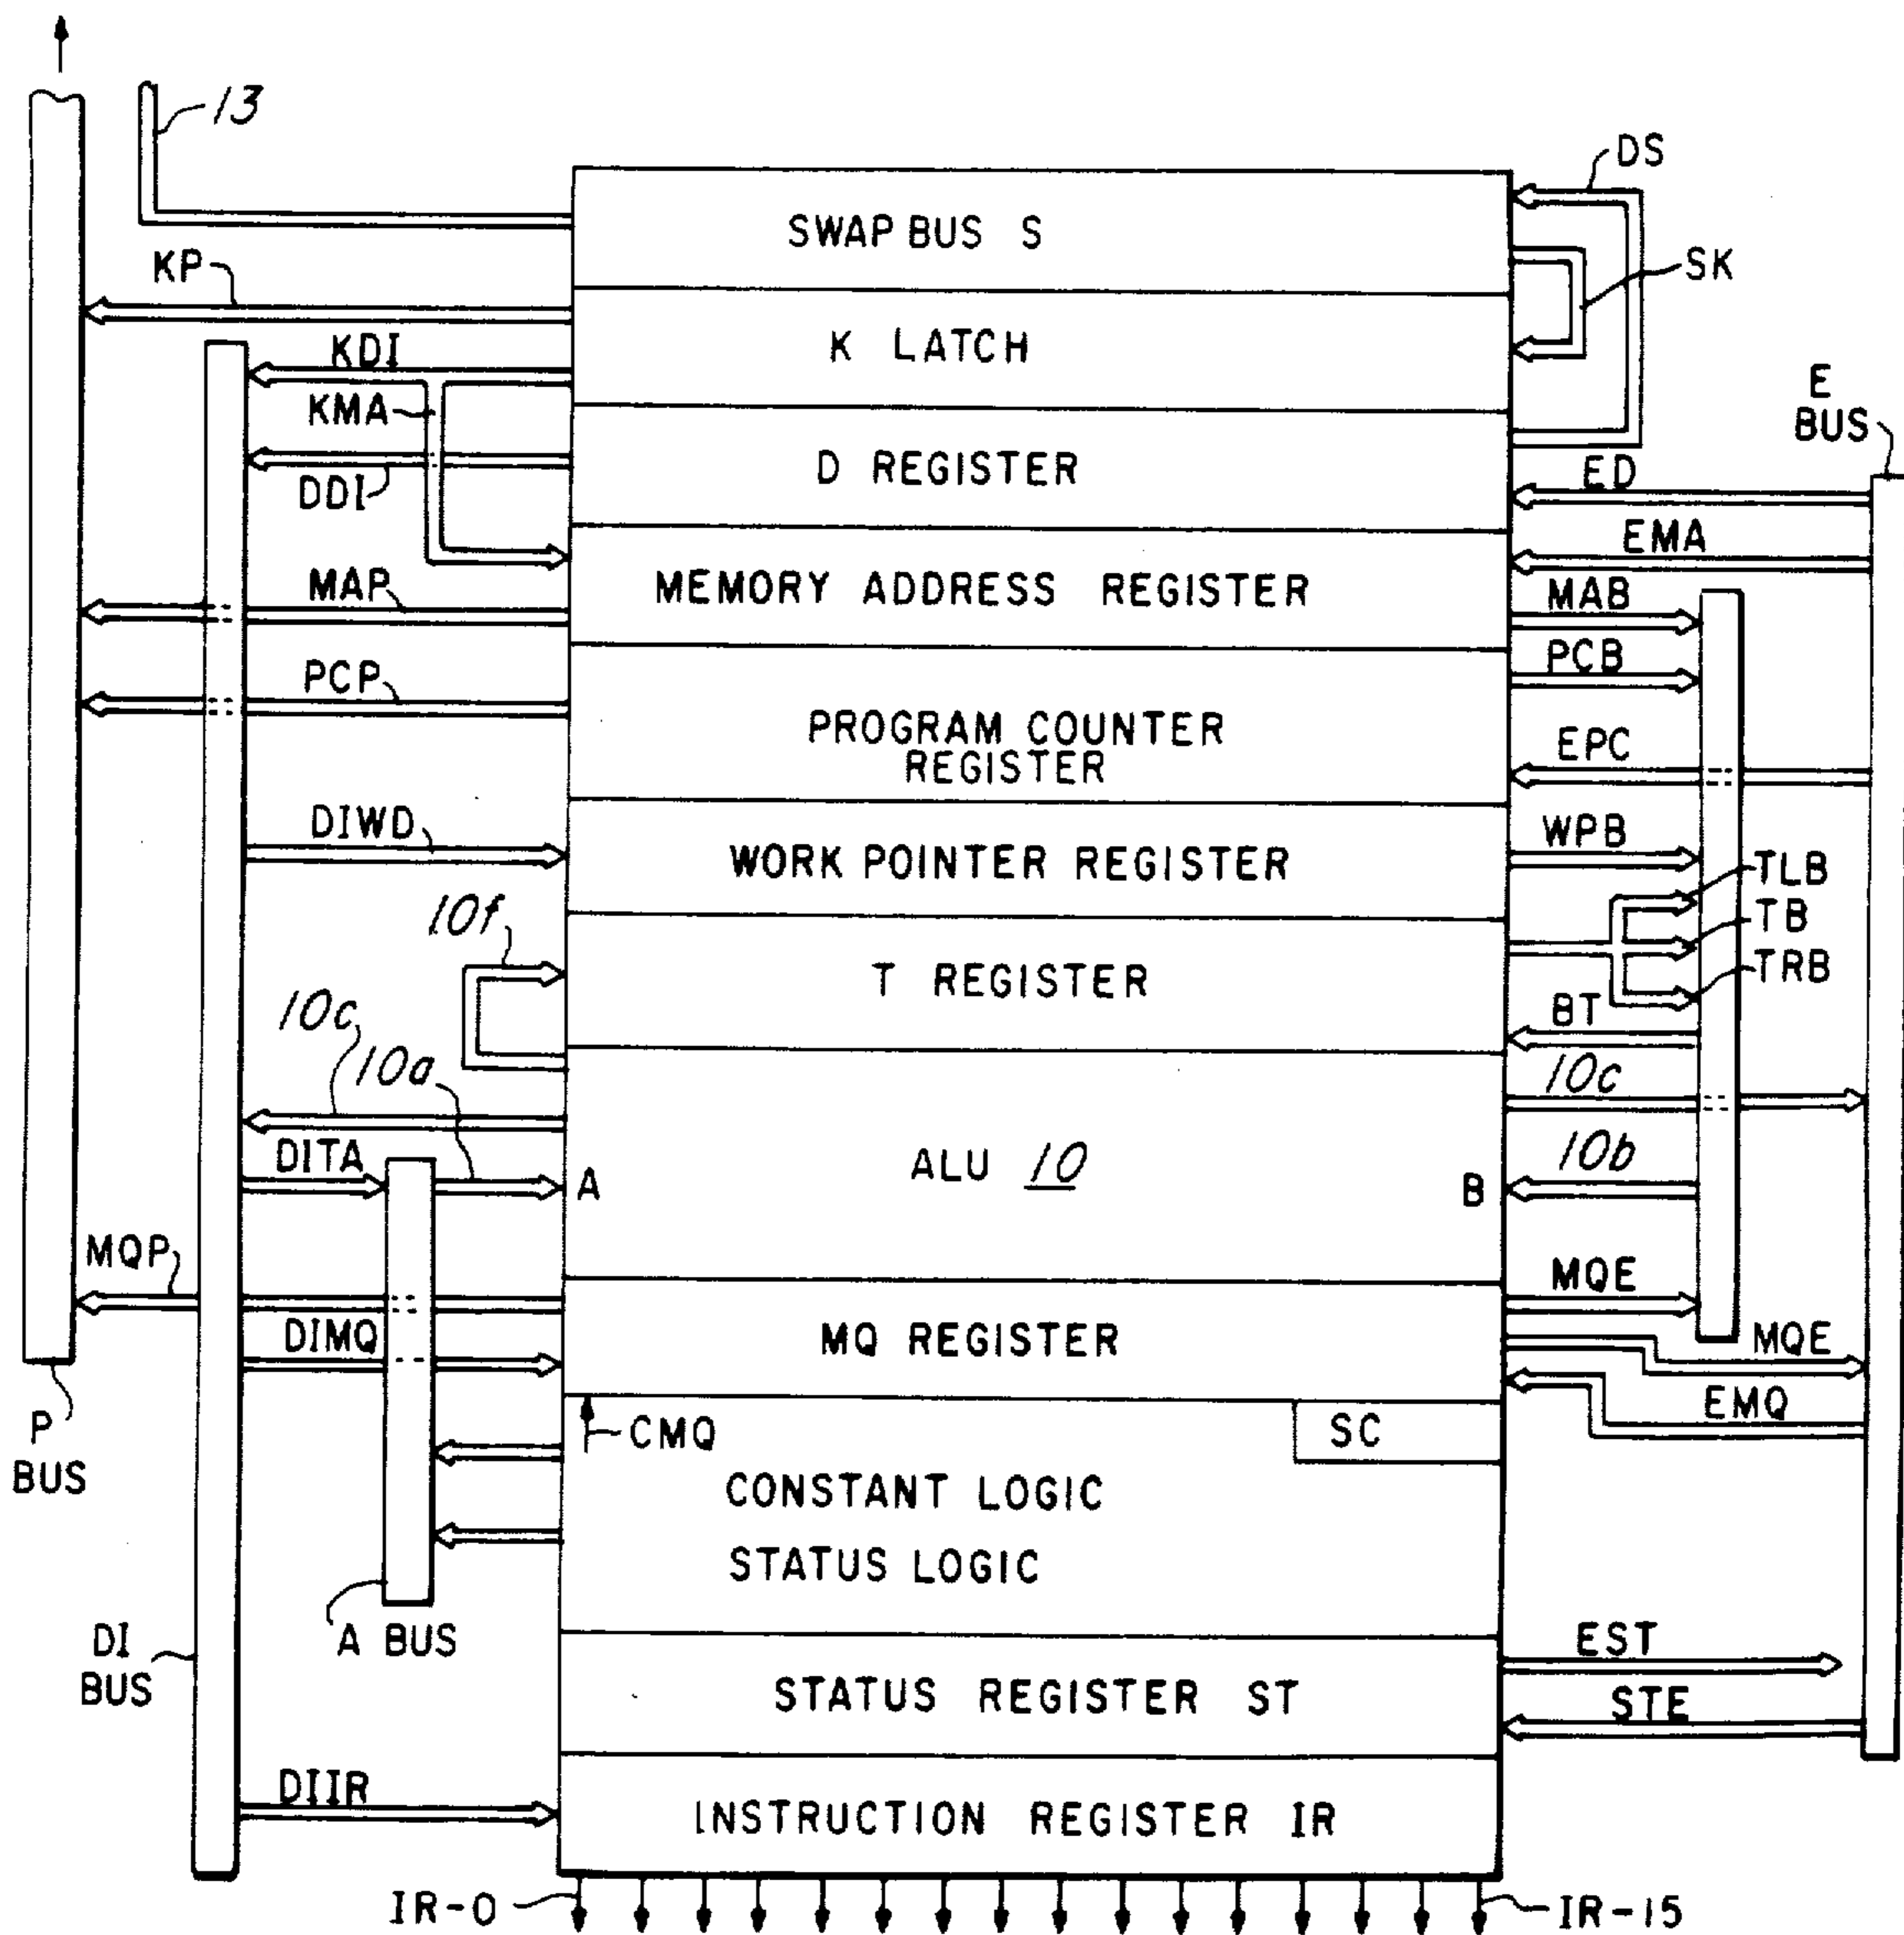 13
DS
SWAP BUS S
SK
KP
K LATCH
KDI
KMA
E
BUS
D REGISTER
DDI
ED
EMA
MEMORY ADDRESS REGISTER
MAP
MAB
PCB
PCP
PROGRAM COUNTER
REGISTER
EPC
DIWD
WPB
WORK POINTER REGISTER
TLB
TB
TRB
10f
T REGISTER
BT
10c
10a
10c
DITA
A
ALU 10
B
10b
MQP
MQE
DIMQ
MQ REGISTER
MQE
EMQ
P
BUS
CMQ
SC
CONSTANT LOGIC
STATUS LOGIC
A BUS
DI
BUS
EST
STATUS REGISTER ST
STE
DIIR
INSTRUCTION REGISTER IR
IR-0
IR-15